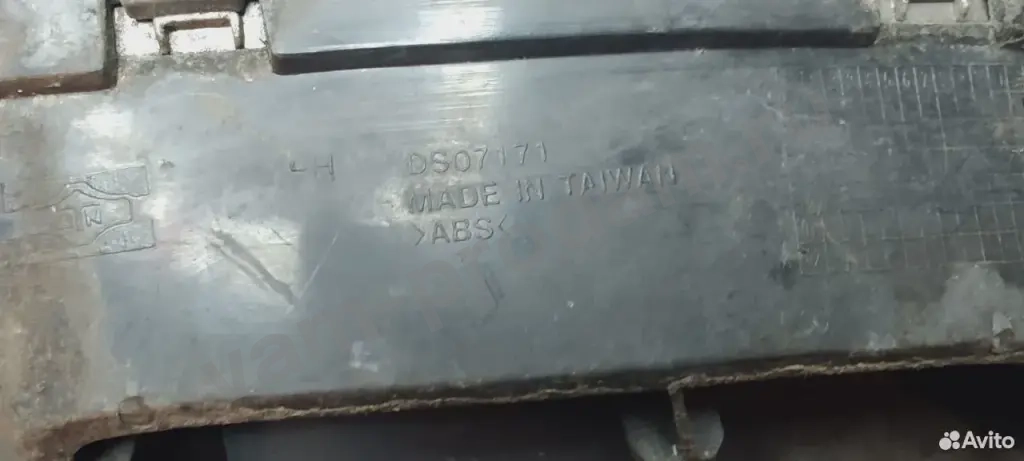 LH DS07171
MADE IN TAIWAN
>ABS<
Avito